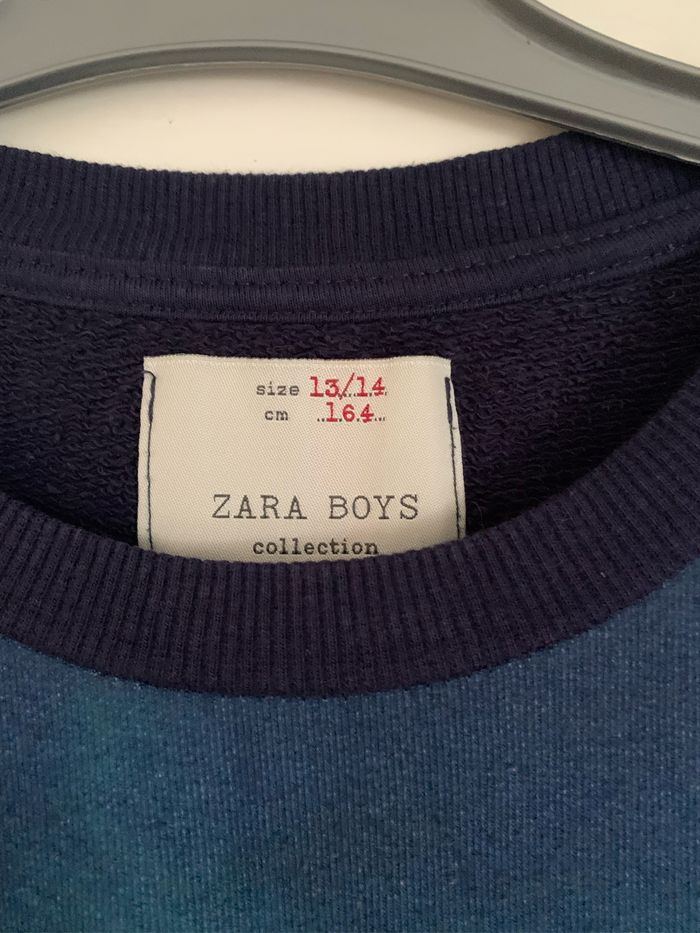 size 13/14
cm 164
ZARA BOYS
collection